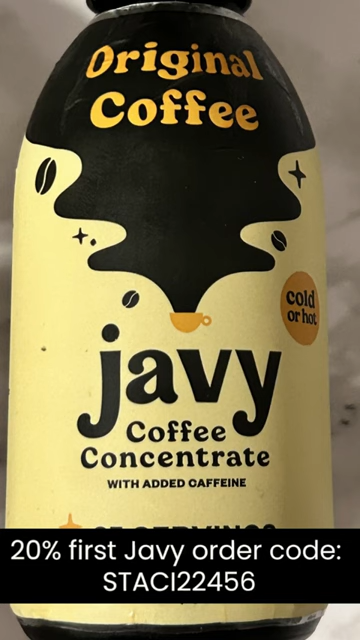 Original
Coffee
cold
or hot
javy
Coffee
Concentrate
WITH ADDED CAFFEINE
20% first Javy order code:
STACI22456